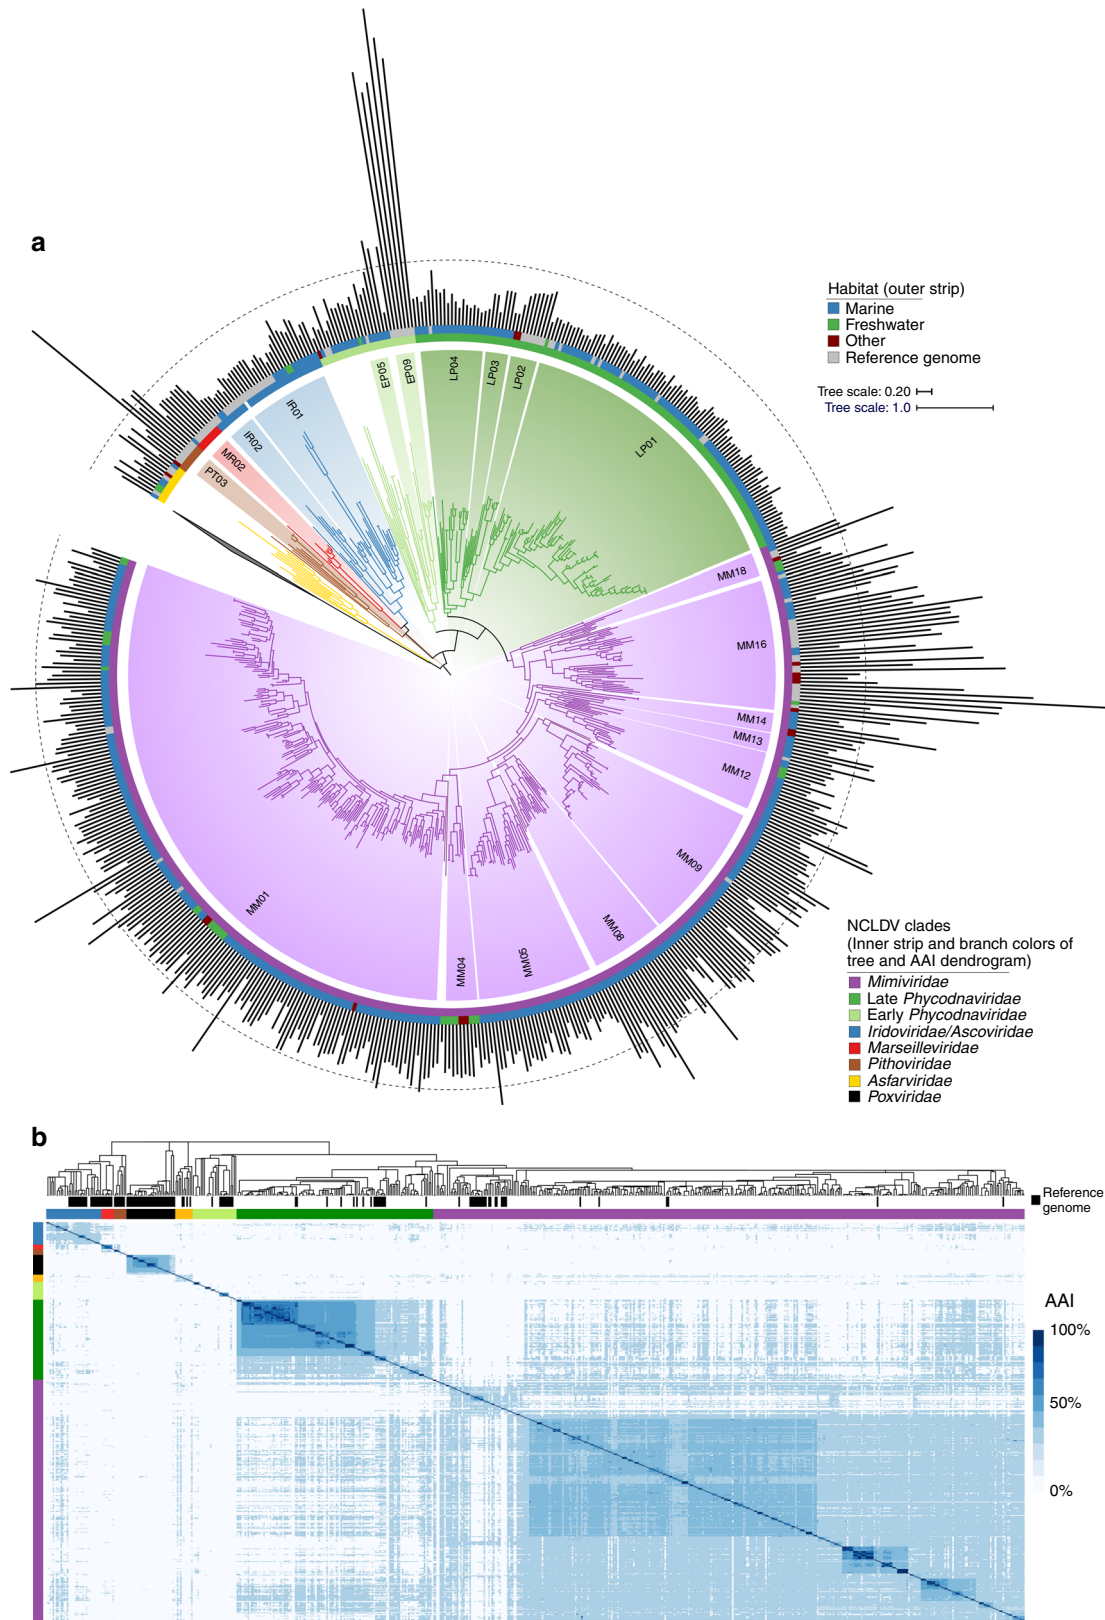 a
Habitat (outer strip)
Marine
Freshwater
Other
Reference genome
Tree scale: 0.20
Tree scale: 1.0
EP05
EP09
LP04
LP03
LP02
LP01
IR01
IR02
MR02
PT03
MM18
MM16
MM14
MM13
MM12
MM09
MM08
MM05
MM04
MM01
NCLDV clades
(Inner strip and branch colors of
tree and AAI dendrogram)
Mimiviridae
Late Phycodnaviridae
Early Phycodnaviridae
Iridoviridae/Ascoviridae
Marseilleviridae
Pithoviridae
Asfarviridae
Poxviridae
b
Reference
genome
AAI
100%
50%
0%